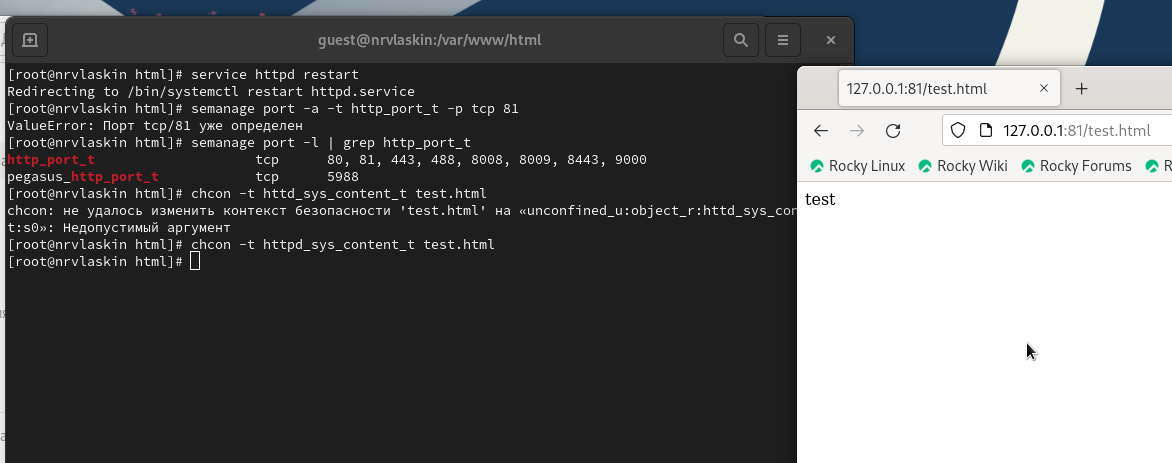 guest@nrvlaskin:/var/www/html
[root@nrvlaskin html]# service httpd restart
Redirecting to /bin/systemctl restart httpd.service
[root@nrvlaskin html]# semanage port -a -t http_port_t -p tcp 81
ValueError: Порт tcp/81 уже определен
[root@nrvlaskin html]# semanage port -l | grep http_port_t
http_port_t tcp 80, 81, 443, 488, 8008, 8009, 8443, 9000
pegasus_http_port_t tcp 5988
[root@nrvlaskin html]# chcon -t httd_sys_content_t test.html
chcon: не удалось изменить контекст безопасности 'test.html' на «unconfined_u:object_r:httd_sys_con
t:s0»: Недопустимый аргумент
[root@nrvlaskin html]# chcon -t httpd_sys_content_t test.html
[root@nrvlaskin html]#
127.0.0.1:81/test.html
127.0.0.1:81/test.html
Rocky Linux Rocky Wiki Rocky Forums R
test